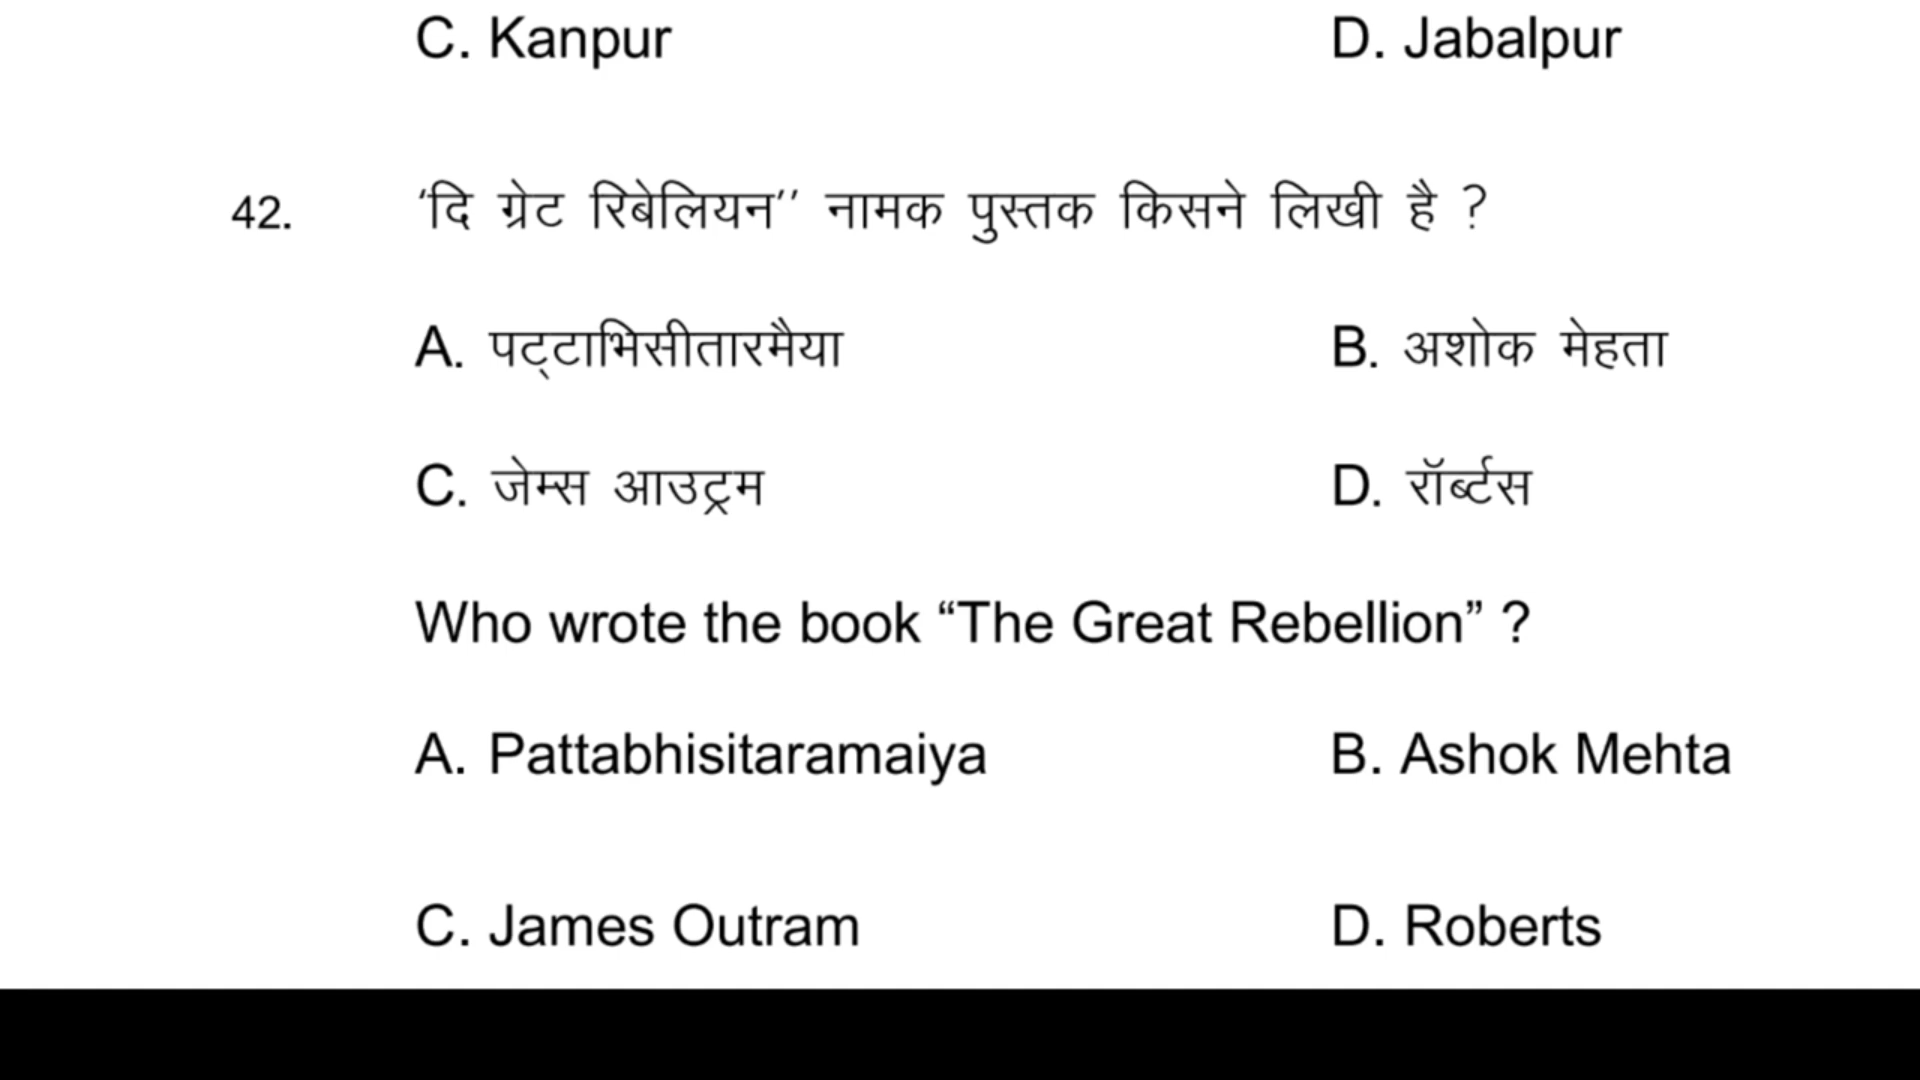 C. Kanpur D. Jabalpur
42. ‘दि ग्रेट रिबेलियन’’ नामक पुस्तक किसने लिखी है ?
A. पट्‌टाभिसीतारमैया B. अशोक मेहता
C. जेम्स आउट्रम D. रॉर्ब्टस
Who wrote the book “The Great Rebellion” ?
A. Pattabhisitaramaiya B. Ashok Mehta
C. James Outram D. Roberts